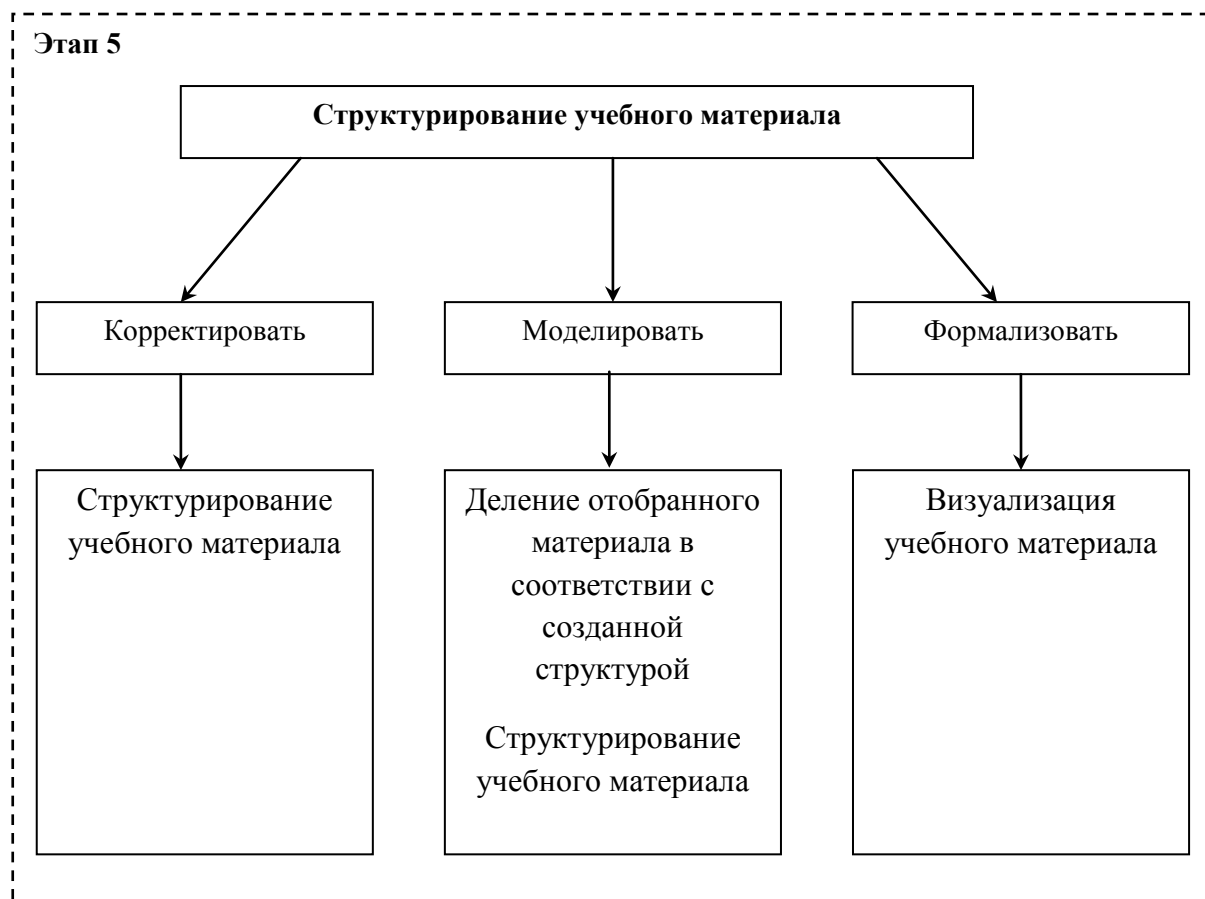 Этап 5
Структурирование учебного материала
Корректировать
Моделировать
Формализовать
Структурирование
учебного материала
Деление отобранного
материала в
соответствии с
созданной
структурой
Структурирование
учебного материала
Визуализация
учебного материала